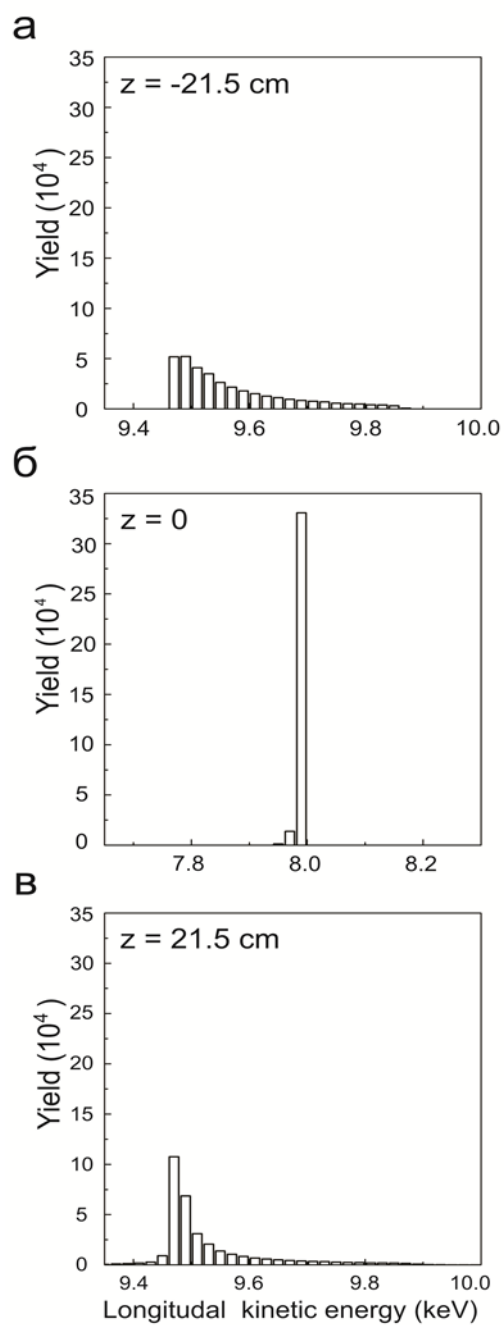 а
z = -21.5 cm
Yield (10⁴)
35
30
25
20
15
10
5
0
9.4 9.6 9.8 10.0
б
z = 0
Yield (10⁴)
35
30
25
20
15
10
5
0
7.8 8.0 8.2
в
z = 21.5 cm
Yield (10⁴)
35
30
25
20
15
10
5
0
9.4 9.6 9.8 10.0
Longitudal kinetic energy (keV)